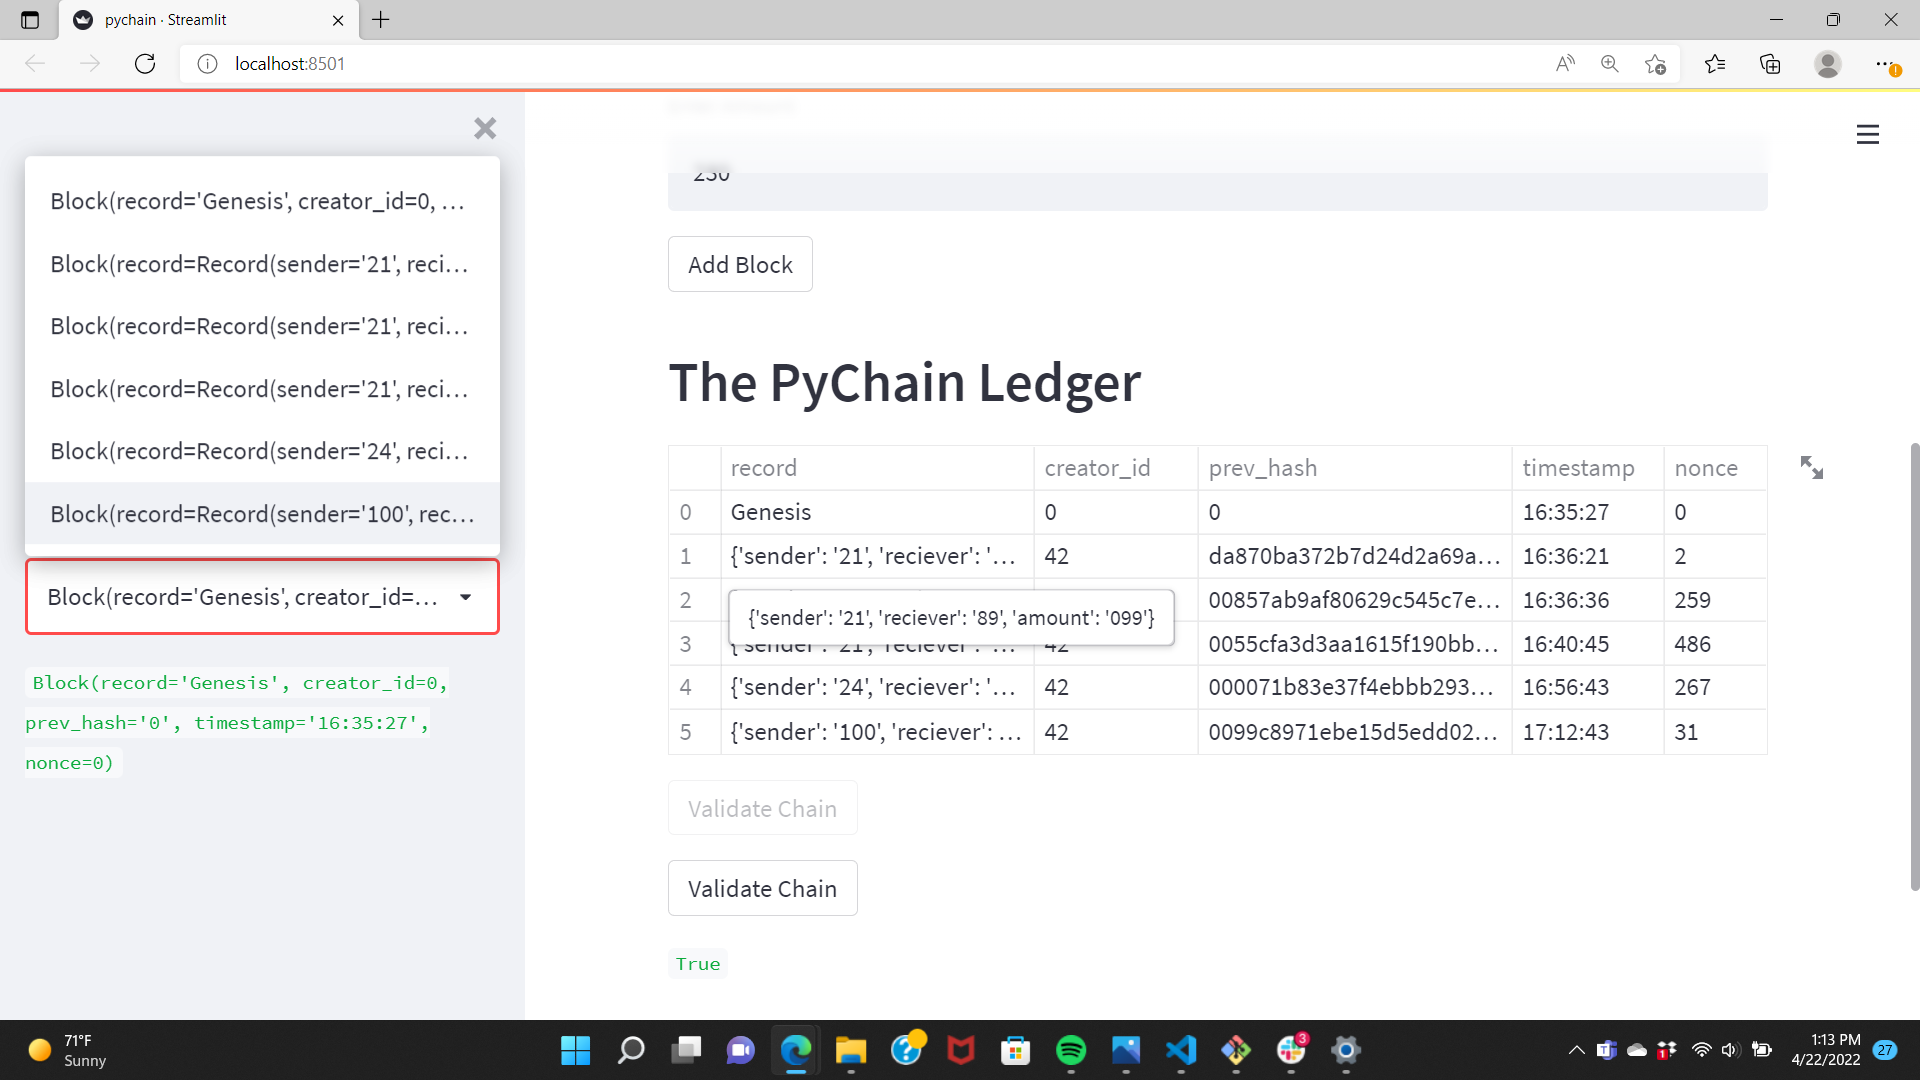 pychain · Streamlit
localhost:8501
Block(record='Genesis', creator_id=0, …
Block(record=Record(sender='21', reci…
Block(record=Record(sender='21', reci…
Block(record=Record(sender='21', reci…
Block(record=Record(sender='24', reci…
Block(record=Record(sender='100', rec…
Block(record='Genesis', creator_id=…
Block(record='Genesis', creator_id=0,
prev_hash='0', timestamp='16:35:27',
nonce=0)
250
Add Block
The PyChain Ledger
record creator_id prev_hash timestamp nonce
0 Genesis 0 0 16:35:27 0
1 {'sender': '21', 'reciever': '… 42 da870ba372b7d24d2a69a… 16:36:21 2
2 00857ab9af80629c545c7e… 16:36:36 259
{'sender': '21', 'reciever': '89', 'amount': '099'}
3 {'sender': '21', 'reciever': '… 42 0055cfa3d3aa1615f190bb… 16:40:45 486
4 {'sender': '24', 'reciever': '… 42 000071b83e37f4ebbb293… 16:56:43 267
5 {'sender': '100', 'reciever': … 42 0099c8971ebe15d5edd02… 17:12:43 31
Validate Chain
Validate Chain
True
71°F
Sunny
3
1
1:13 PM
4/22/2022
27